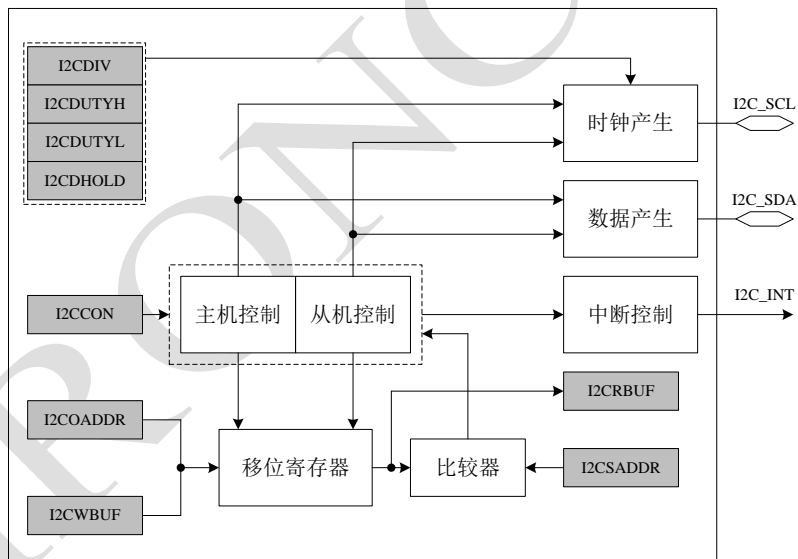 I2CDIV
I2CDUTYH
I2CDUTYL
I2CDHOLD
时钟产生
I2C_SCL
数据产生
I2C_SDA
I2CCON
主机控制
从机控制
中断控制
I2C_INT
I2COADDR
I2CWBUF
移位寄存器
比较器
I2CRBUF
I2CSADDR
RONC